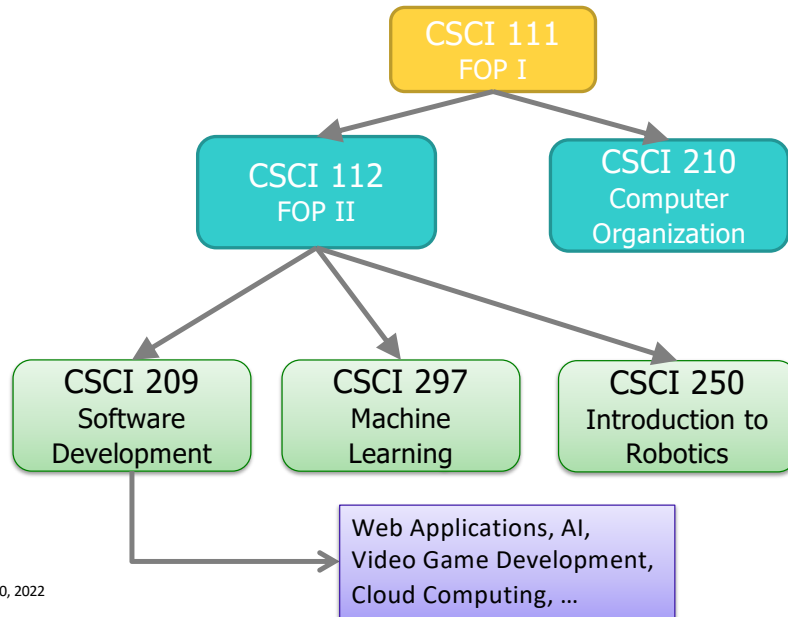 CSCI 111
FOP I
CSCI 112
FOP II
CSCI 210
Computer
Organization
CSCI 209
Software
Development
CSCI 297
Machine
Learning
CSCI 250
Introduction to
Robotics
Web Applications, AI,
Video Game Development,
Cloud Computing, …
0, 2022